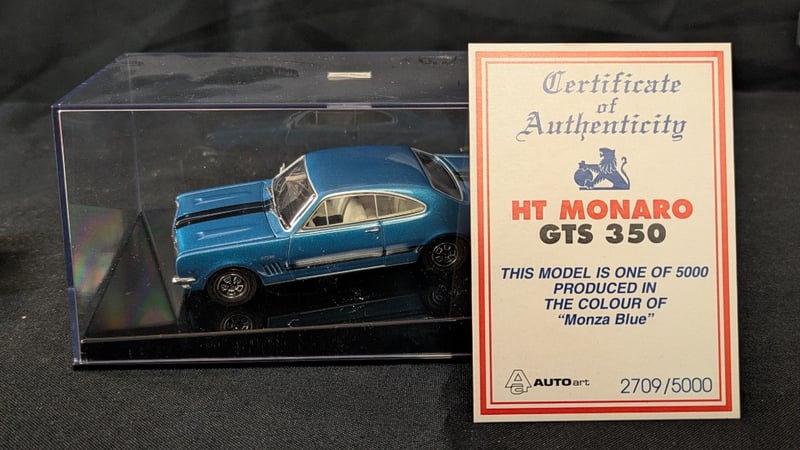 Certificate
of
Authenticity
HT MONARO
GTS 350
THIS MODEL IS ONE OF 5000
PRODUCED IN
THE COLOUR OF
“Monza Blue”
AUTOart 2709/5000